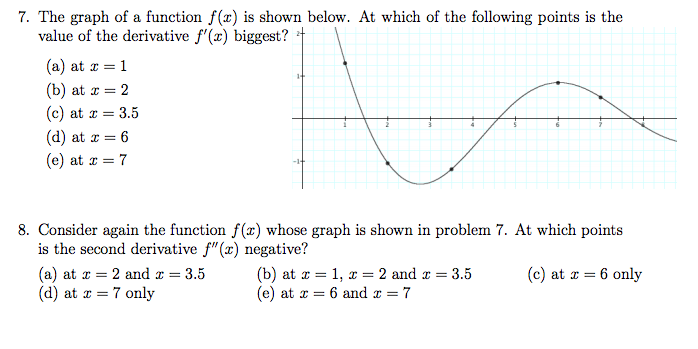 7. The graph of a function f(x) is shown below. At which of the following points is the
value of the derivative f′(x) biggest?
(a) at x = 1
(b) at x = 2
(c) at x = 3.5
(d) at x = 6
(e) at x = 7
2
1
-1
1 2 3 4 5 6 7
8. Consider again the function f(x) whose graph is shown in problem 7. At which points
is the second derivative f″(x) negative?
(a) at x = 2 and x = 3.5 (b) at x = 1, x = 2 and x = 3.5 (c) at x = 6 only
(d) at x = 7 only (e) at x = 6 and x = 7